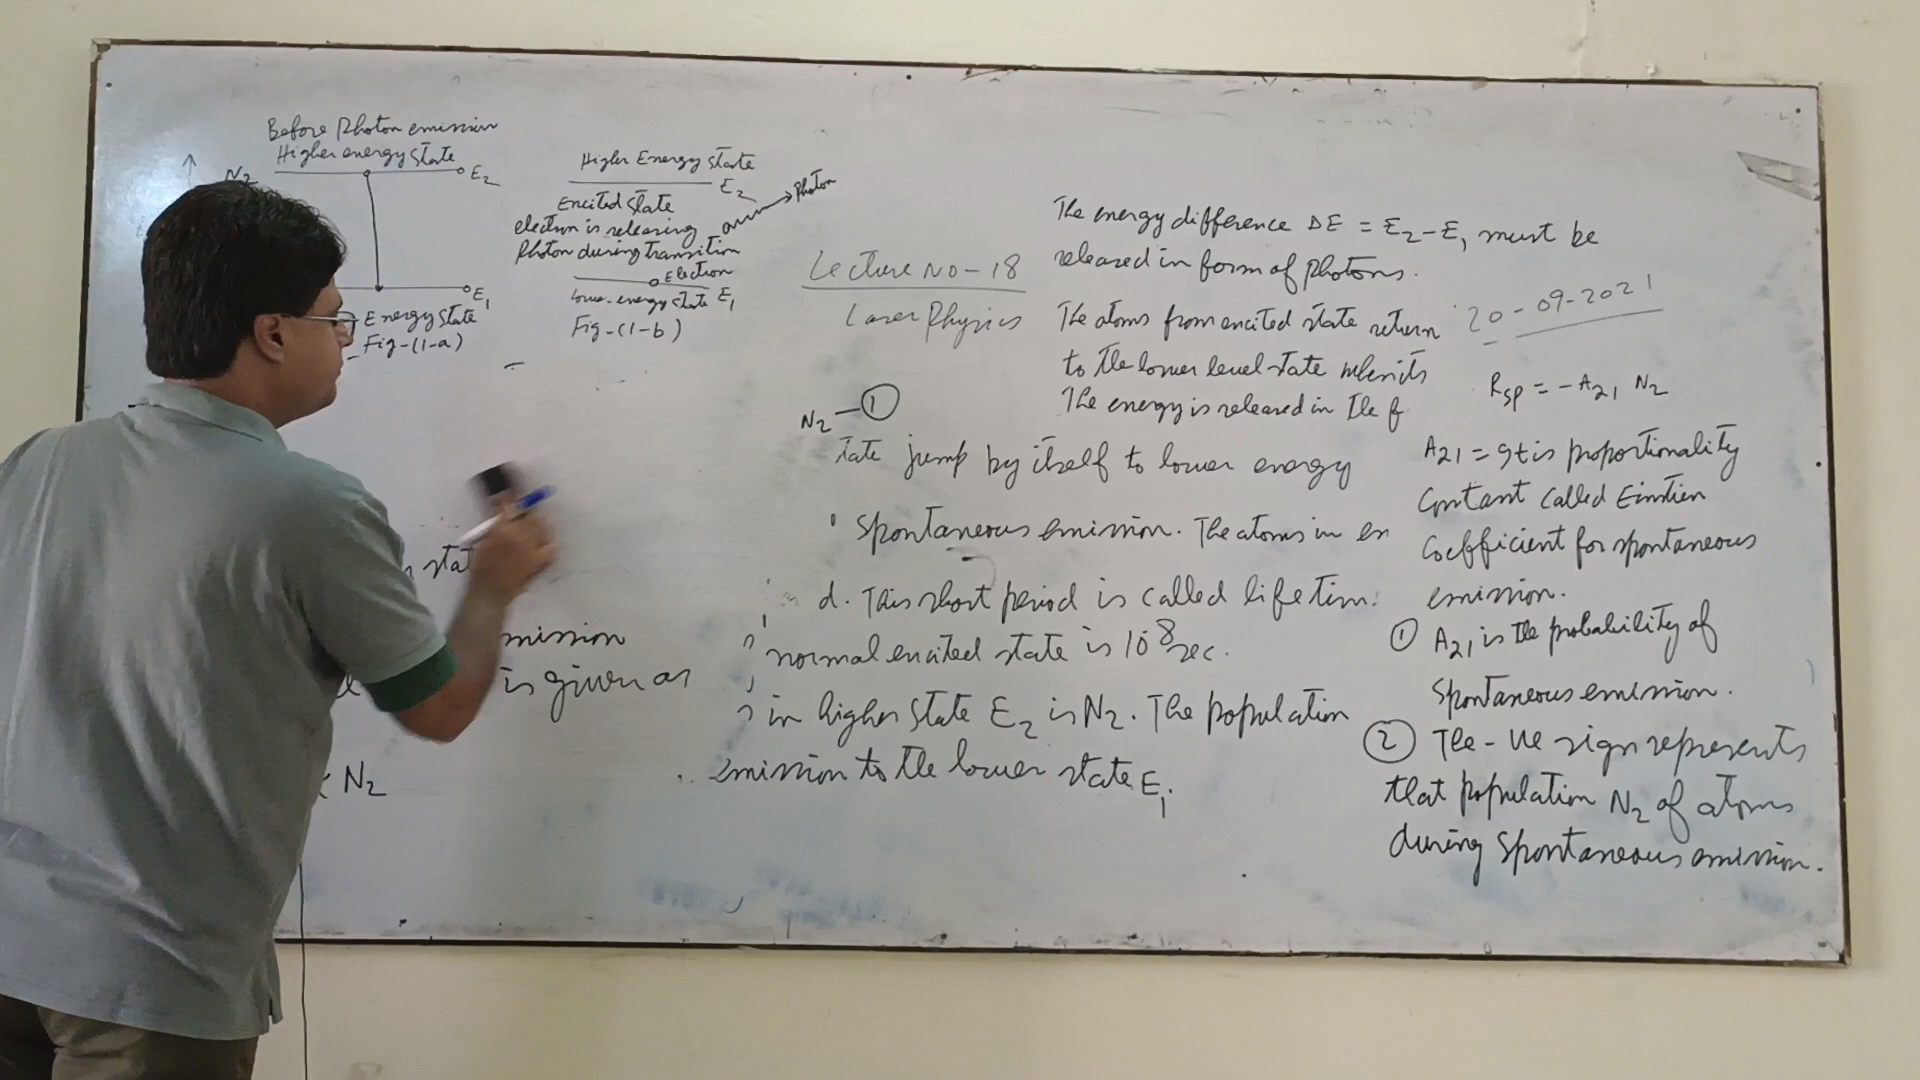 Before Photon emission
Higher energy state
N2
E2
E1
Energy State
Fig-(1-a)
Higher Energy state
E2
Photon
Excited state
electron is releasing
Photon during transition
Electron
Lower energy state E1
Fig-(1-b)
Lecture NO-18
Laser Physics
The energy difference ΔE = E2-E1 must be
released in form of photons.
20-09-2021
The atoms from excited state return
to the lower level state
The energy is released in the f
N2 — ①
tate jump by itself to lower energy
Spontaneous emission. The atoms in ex
d. This short period is called life tim.
normal excited state is 10^8 sec.
in higher state E2 is N2. The population
emission to the lower state E1.
stat
mission
is given as
N2
Rsp = - A21 N2
A21 = It is proportionality
Constant called Einstien
Coefficient for spontaneous
emission.
① A21 is the probability of
Spontaneous emission.
② The -ve sign represents
that population N2 of atoms
during spontaneous emission.